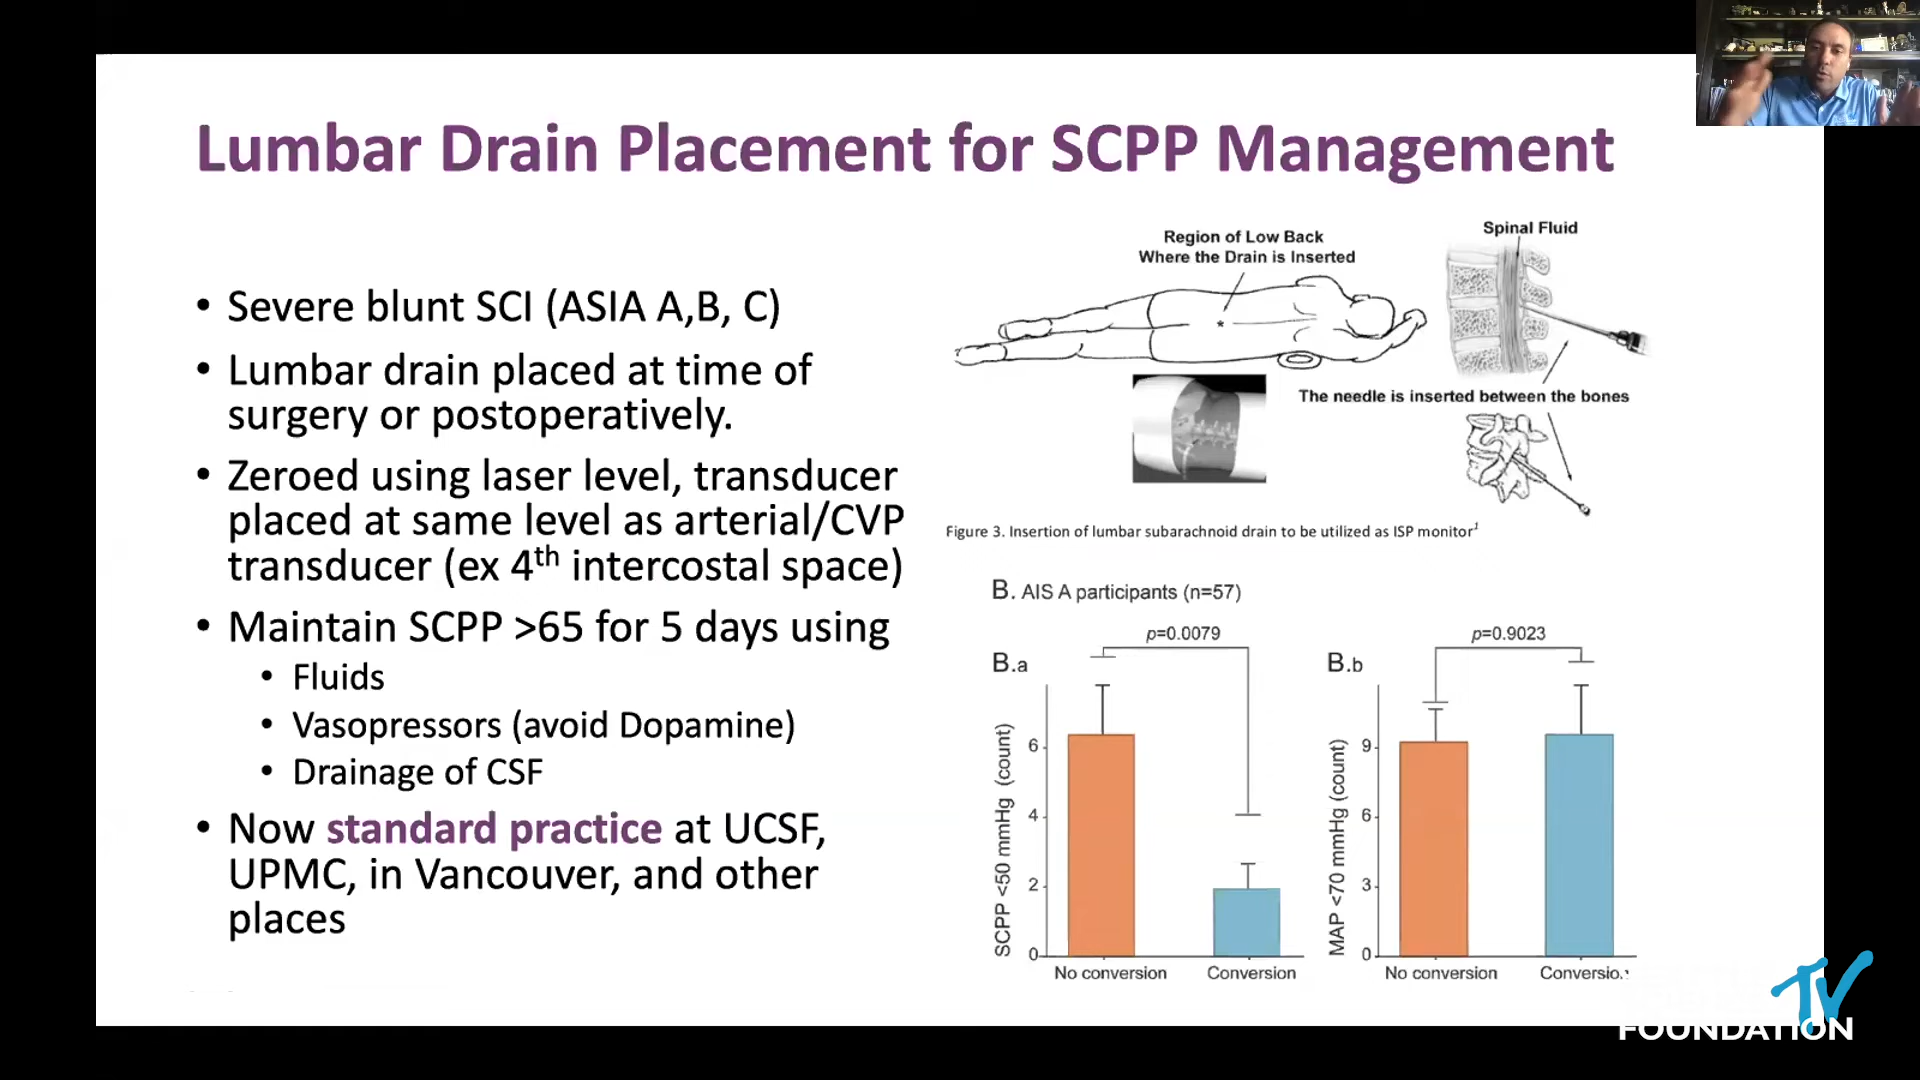 Lumbar Drain Placement for SCPP Management
• Severe blunt SCI (ASIA A,B, C)
• Lumbar drain placed at time of
surgery or postoperatively.
• Zeroed using laser level, transducer
placed at same level as arterial/CVP
transducer (ex 4th intercostal space)
• Maintain SCPP >65 for 5 days using
• Fluids
• Vasopressors (avoid Dopamine)
• Drainage of CSF
• Now standard practice at UCSF,
UPMC, in Vancouver, and other
places
Region of Low Back
Where the Drain is Inserted
Spinal Fluid
*
The needle is inserted between the bones
Figure 3. Insertion of lumbar subarachnoid drain to be utilized as ISP monitor1
B. AIS A participants (n=57)
p=0.0079
B.a
SCPP <50 mmHg (count)
6
4
2
0
No conversion
Conversion
p=0.9023
B.b
MAP <70 mmHg (count)
9
6
3
0
No conversion
Conversio
TV
FOUNDATION